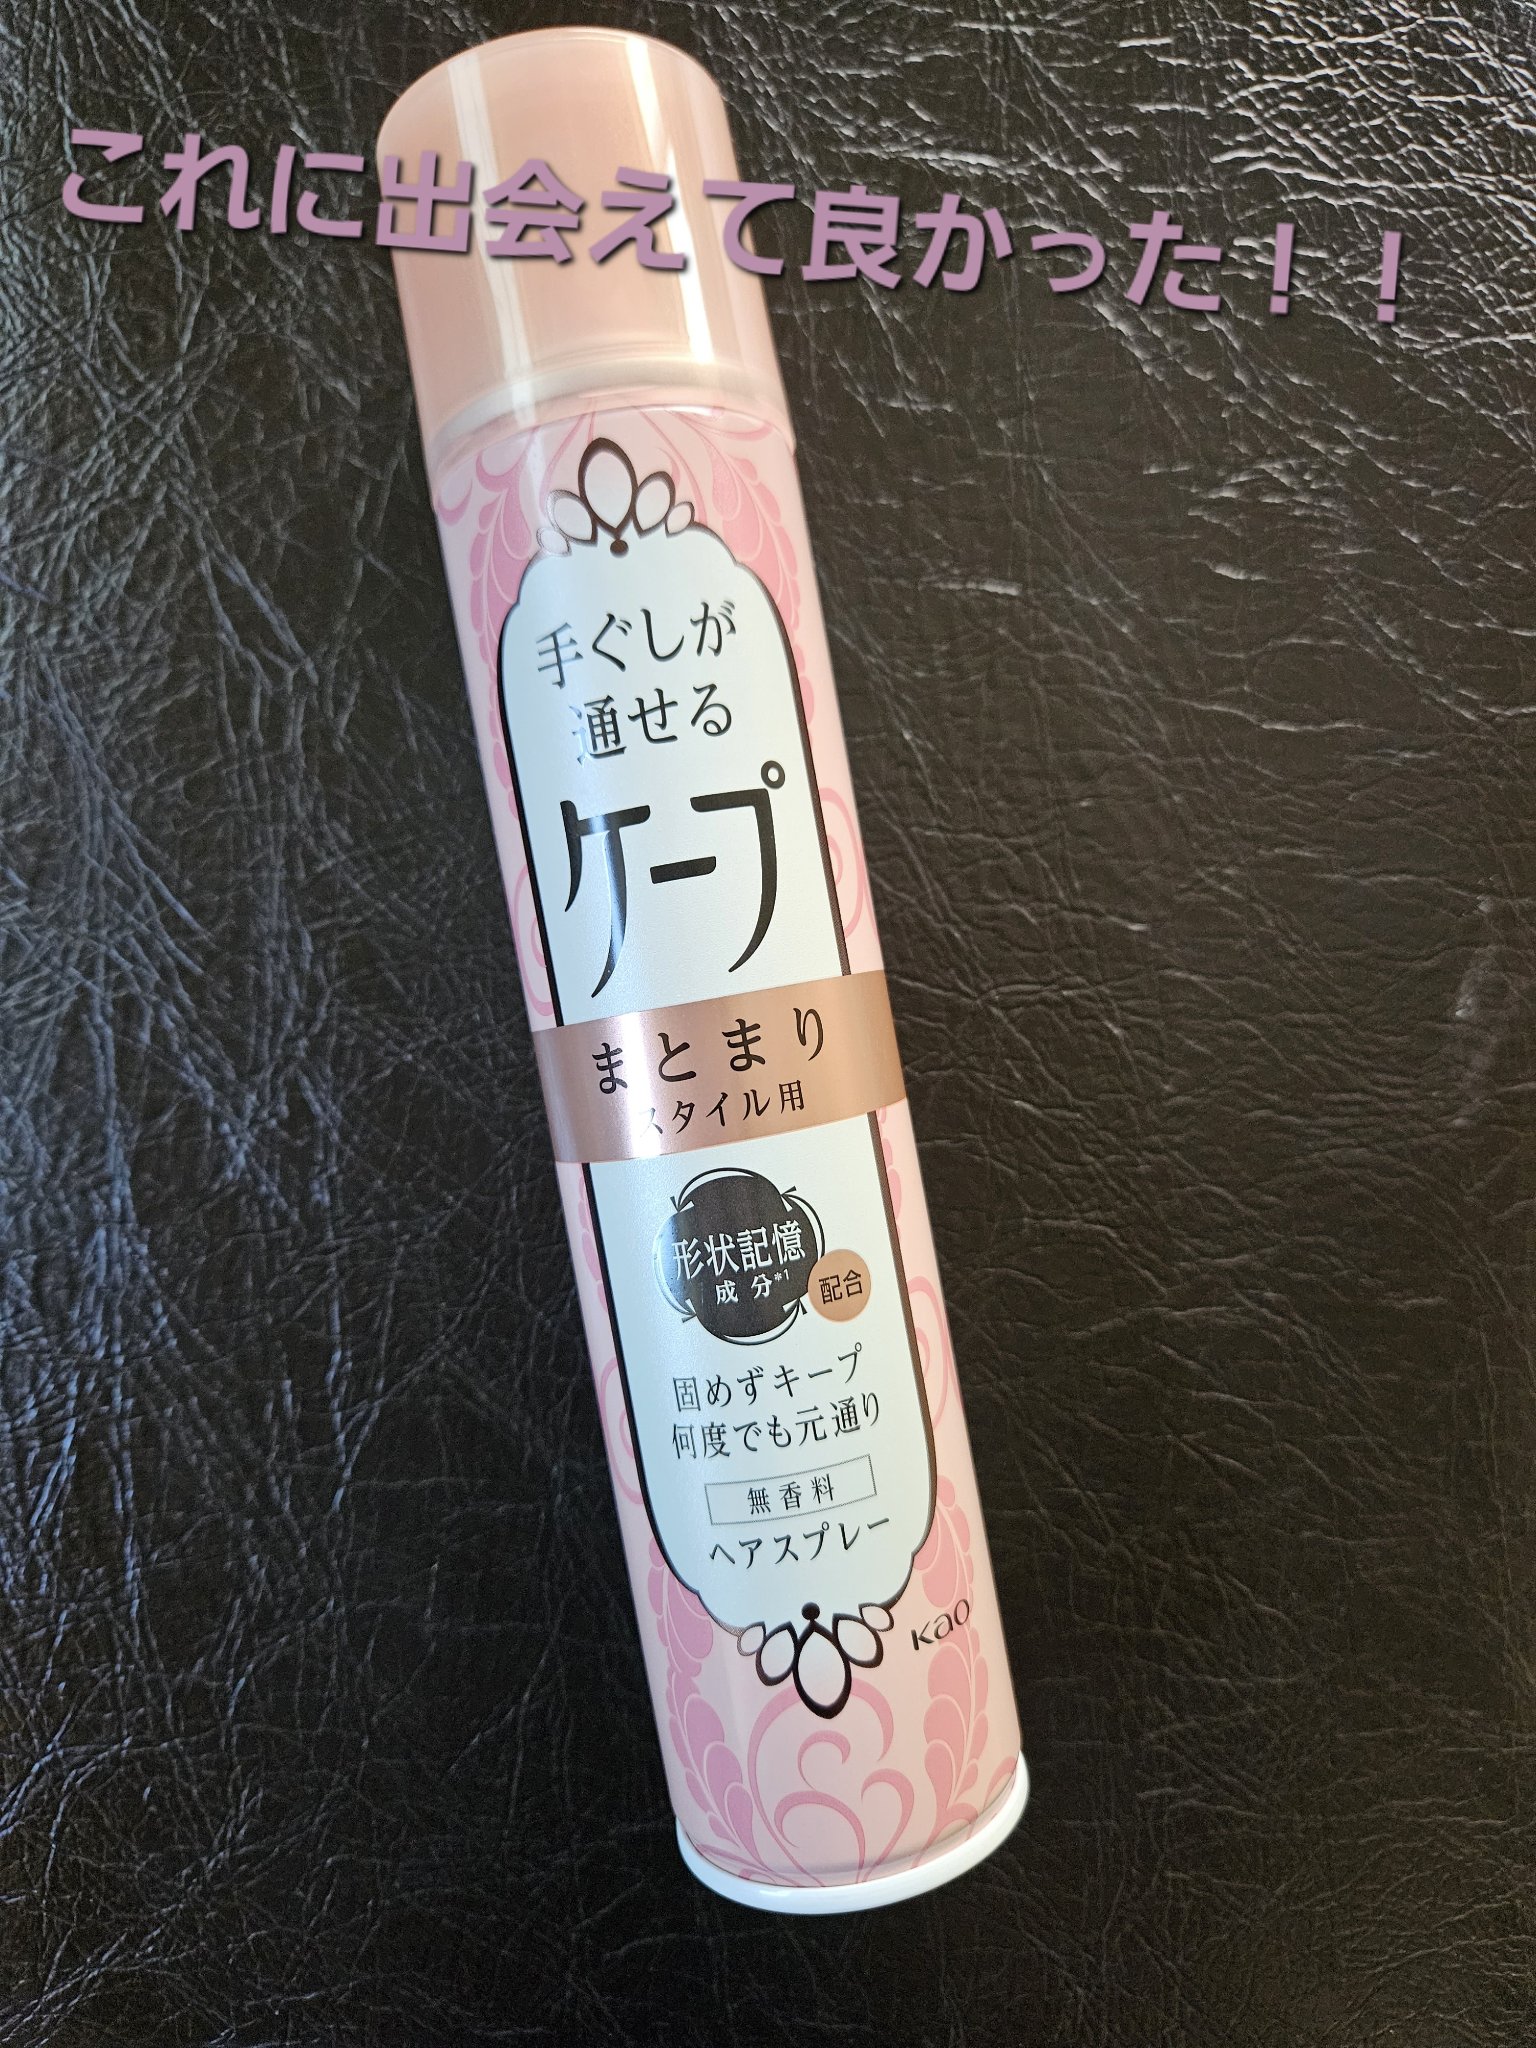 これに出会えて良かった！！
手ぐしが
通せる
ケープ
まとまり
スタイル用
形状記憶
成分*1
配合
固めずキープ
何度でも元通り
無香料
ヘアスプレー
Kao